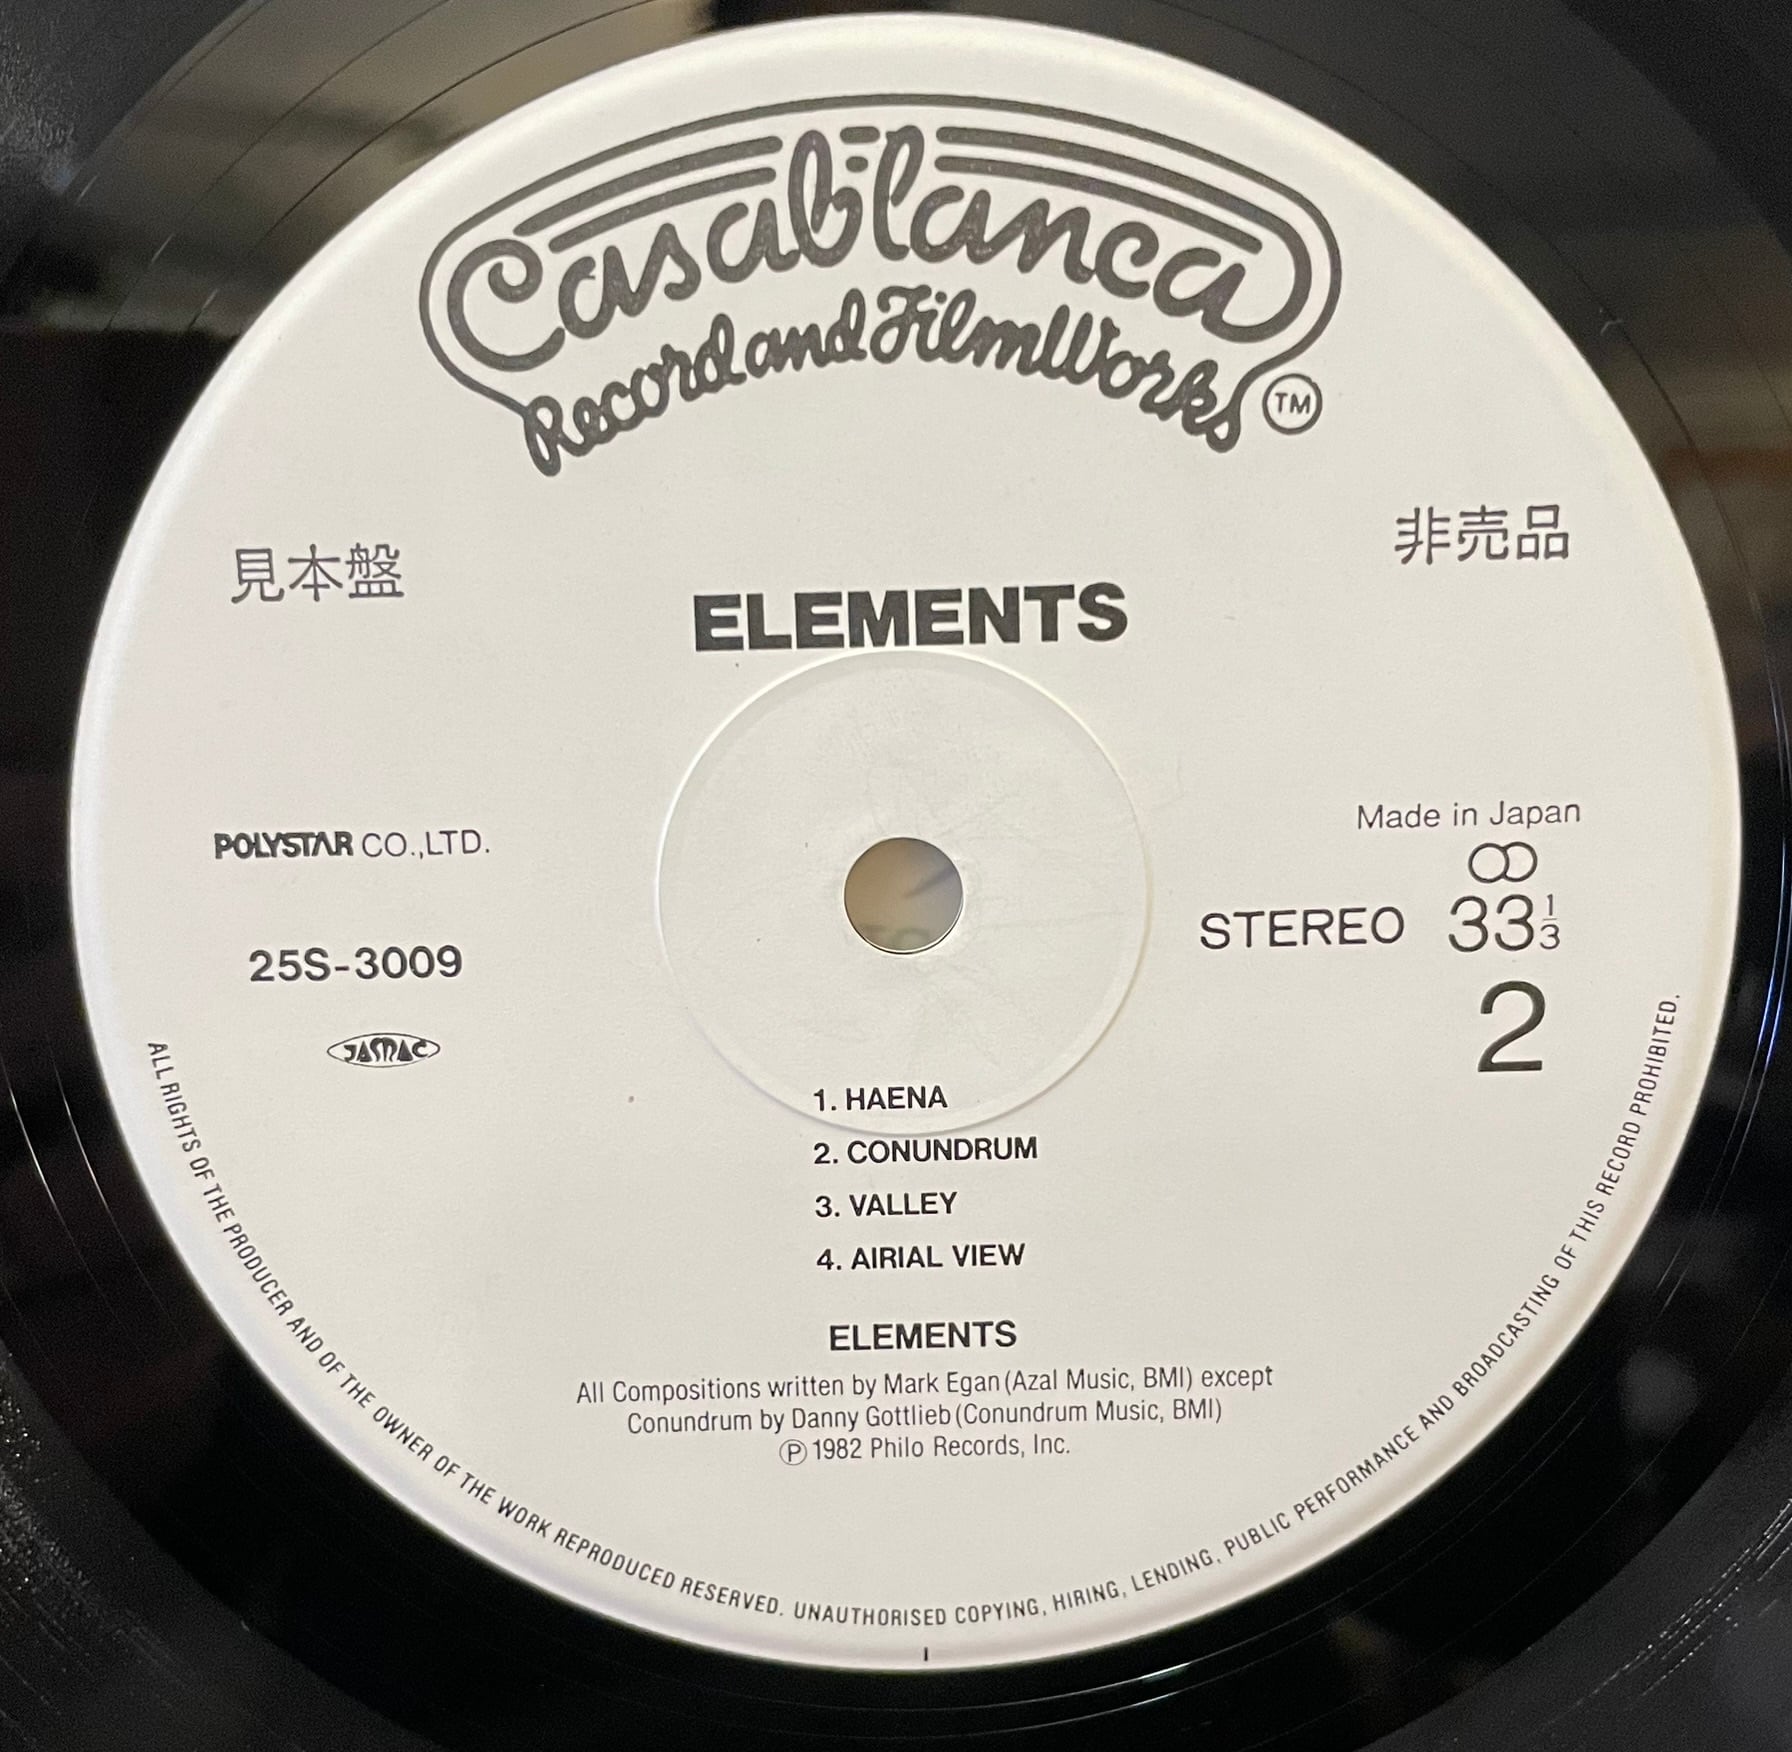 Casablanca
Record and FilmWorks
TM
見本盤
非売品
ELEMENTS
POLYSTAR CO.,LTD.
25S-3009
JASRAC
Made in Japan
STEREO 33 1/3
2
1. HAENA
2. CONUNDRUM
3. VALLEY
4. AIRIAL VIEW
ELEMENTS
All Compositions written by Mark Egan (Azal Music, BMI) except
Conundrum by Danny Gottlieb (Conundrum Music, BMI)
Ⓟ 1982 Philo Records, Inc.
ALL RIGHTS OF THE PRODUCER AND OF THE OWNER OF THE WORK REPRODUCED RESERVED. UNAUTHORISED COPYING, HIRING, LENDING, PUBLIC PERFORMANCE AND BROADCASTING OF THIS RECORD PROHIBITED.